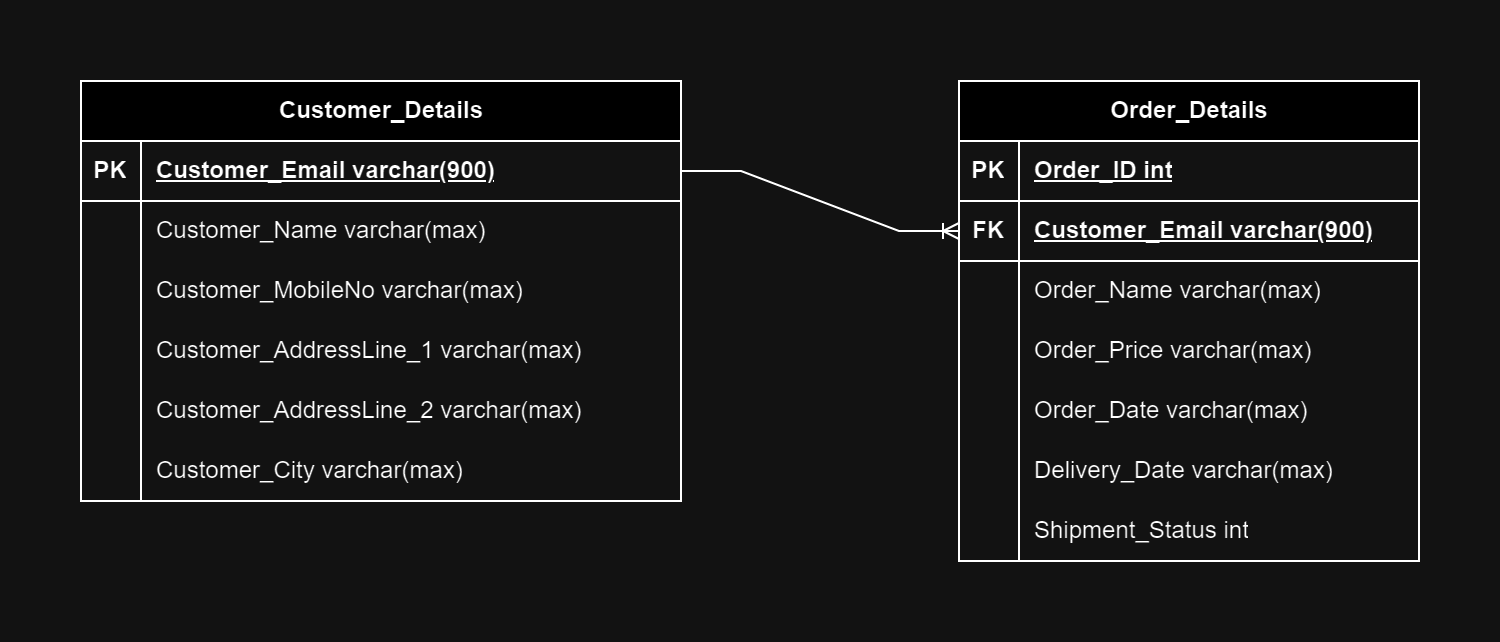 Customer_Details
PK Customer_Email varchar(900)
Customer_Name varchar(max)
Customer_MobileNo varchar(max)
Customer_AddressLine_1 varchar(max)
Customer_AddressLine_2 varchar(max)
Customer_City varchar(max)
Order_Details
PK Order_ID int
FK Customer_Email varchar(900)
Order_Name varchar(max)
Order_Price varchar(max)
Order_Date varchar(max)
Delivery_Date varchar(max)
Shipment_Status int